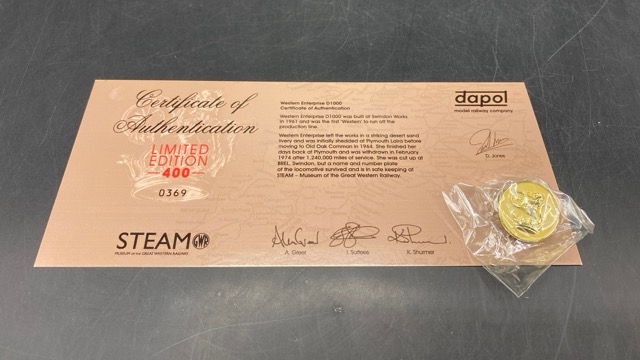 Certificate of
Authentication
LIMITED
EDITION
400
0369
Western Enterprise D1000
Certificate of Authentication
Western Enterprise D1000 was built at Swindon Works
in 1961 and was the first 'Western' to run off the
production line.
Western Enterprise left the works in a striking desert sand
livery and was initially shedded at Plymouth Laira before
moving to Old Oak Common in 1964. She finished her
days back at Plymouth and was withdrawn in February
1974 after 1,240,000 miles of service. She was cut up at
BREL, Swindon, but a name and number plate
of the locomotive survived and is in safe keeping at
STEAM - Museum of the Great Western Railway.
dapol
model railway company
D. Jones
STEAM GWR
MUSEUM of the GREAT WESTERN RAILWAY
A. Greer
I. Surtees
K. Shurmer